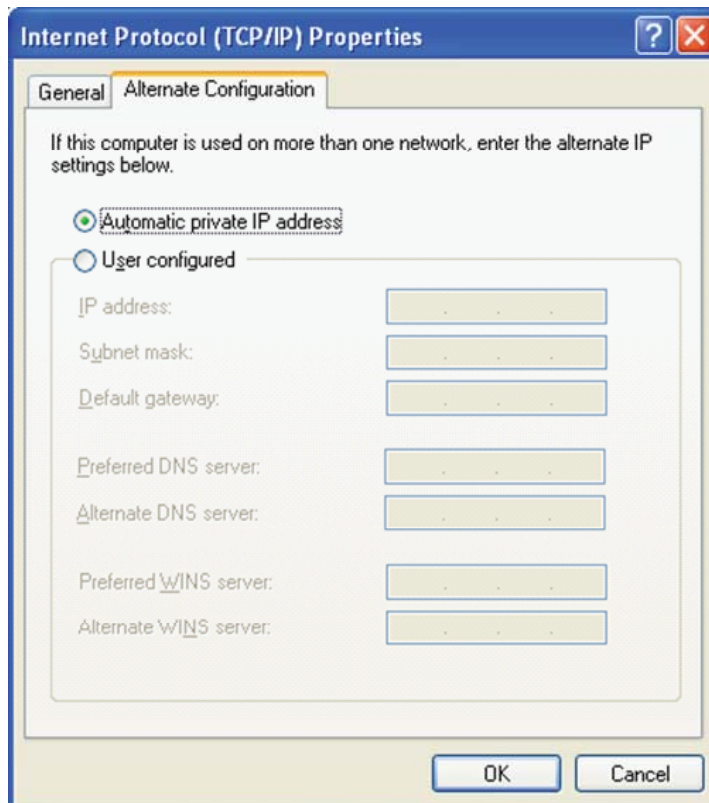 Internet Protocol (TCP/IP) Properties
General
Alternate Configuration
If this computer is used on more than one network, enter the alternate IP
settings below.
Automatic private IP address
User configured
IP address:
Subnet mask:
Default gateway:
Preferred DNS server:
Alternate DNS server:
Preferred WINS server:
Alternate WINS server:
OK
Cancel